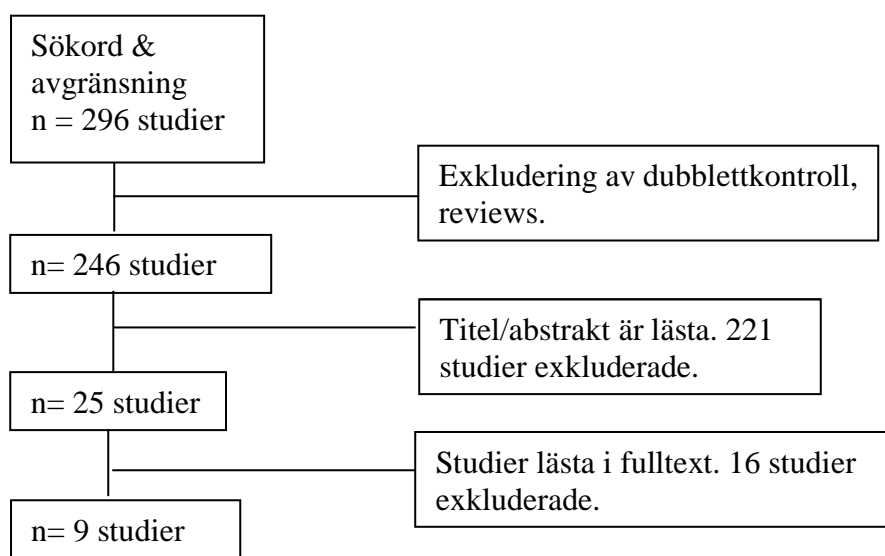 Sökord &
avgränsning
n = 296 studier
Exkludering av dubblettkontroll,
reviews.
n= 246 studier
Titel/abstrakt är lästa. 221
studier exkluderade.
n= 25 studier
Studier lästa i fulltext. 16 studier
exkluderade.
n= 9 studier